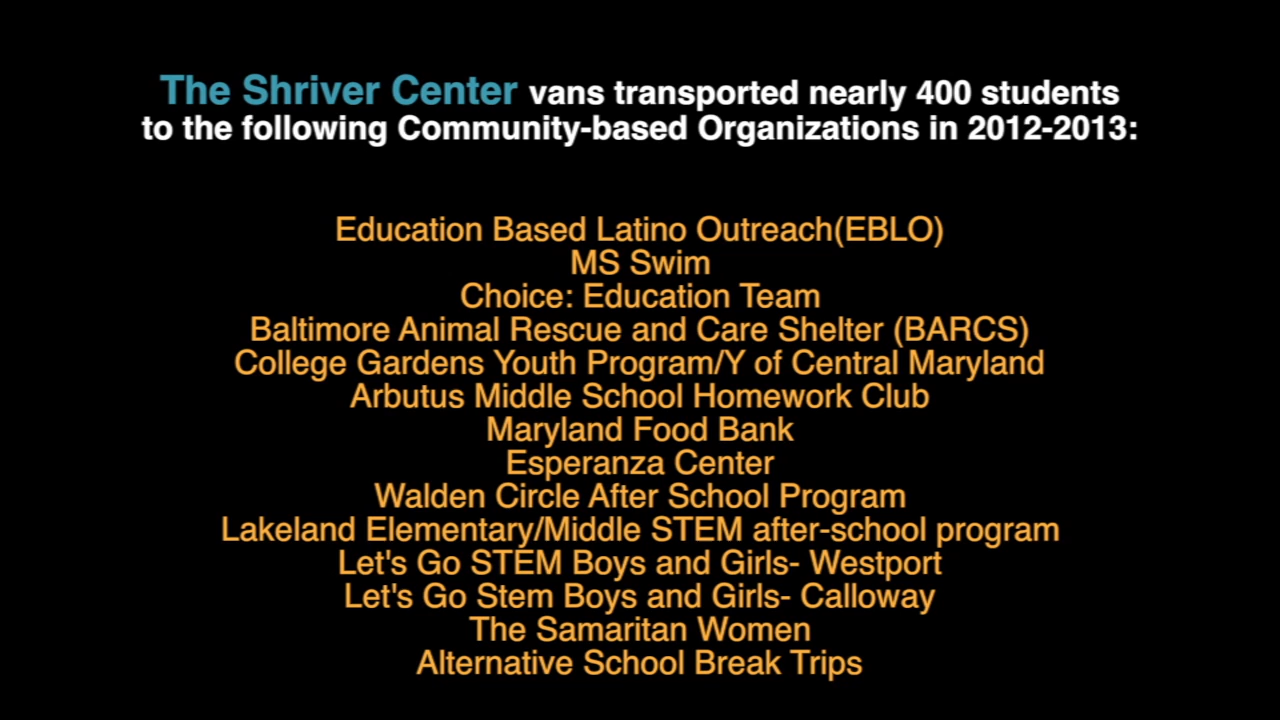 The Shriver Center vans transported nearly 400 students
to the following Community-based Organizations in 2012-2013:
Education Based Latino Outreach(EBLO)
MS Swim
Choice: Education Team
Baltimore Animal Rescue and Care Shelter (BARCS)
College Gardens Youth Program/Y of Central Maryland
Arbutus Middle School Homework Club
Maryland Food Bank
Esperanza Center
Walden Circle After School Program
Lakeland Elementary/Middle STEM after-school program
Let's Go STEM Boys and Girls- Westport
Let's Go Stem Boys and Girls- Calloway
The Samaritan Women
Alternative School Break Trips